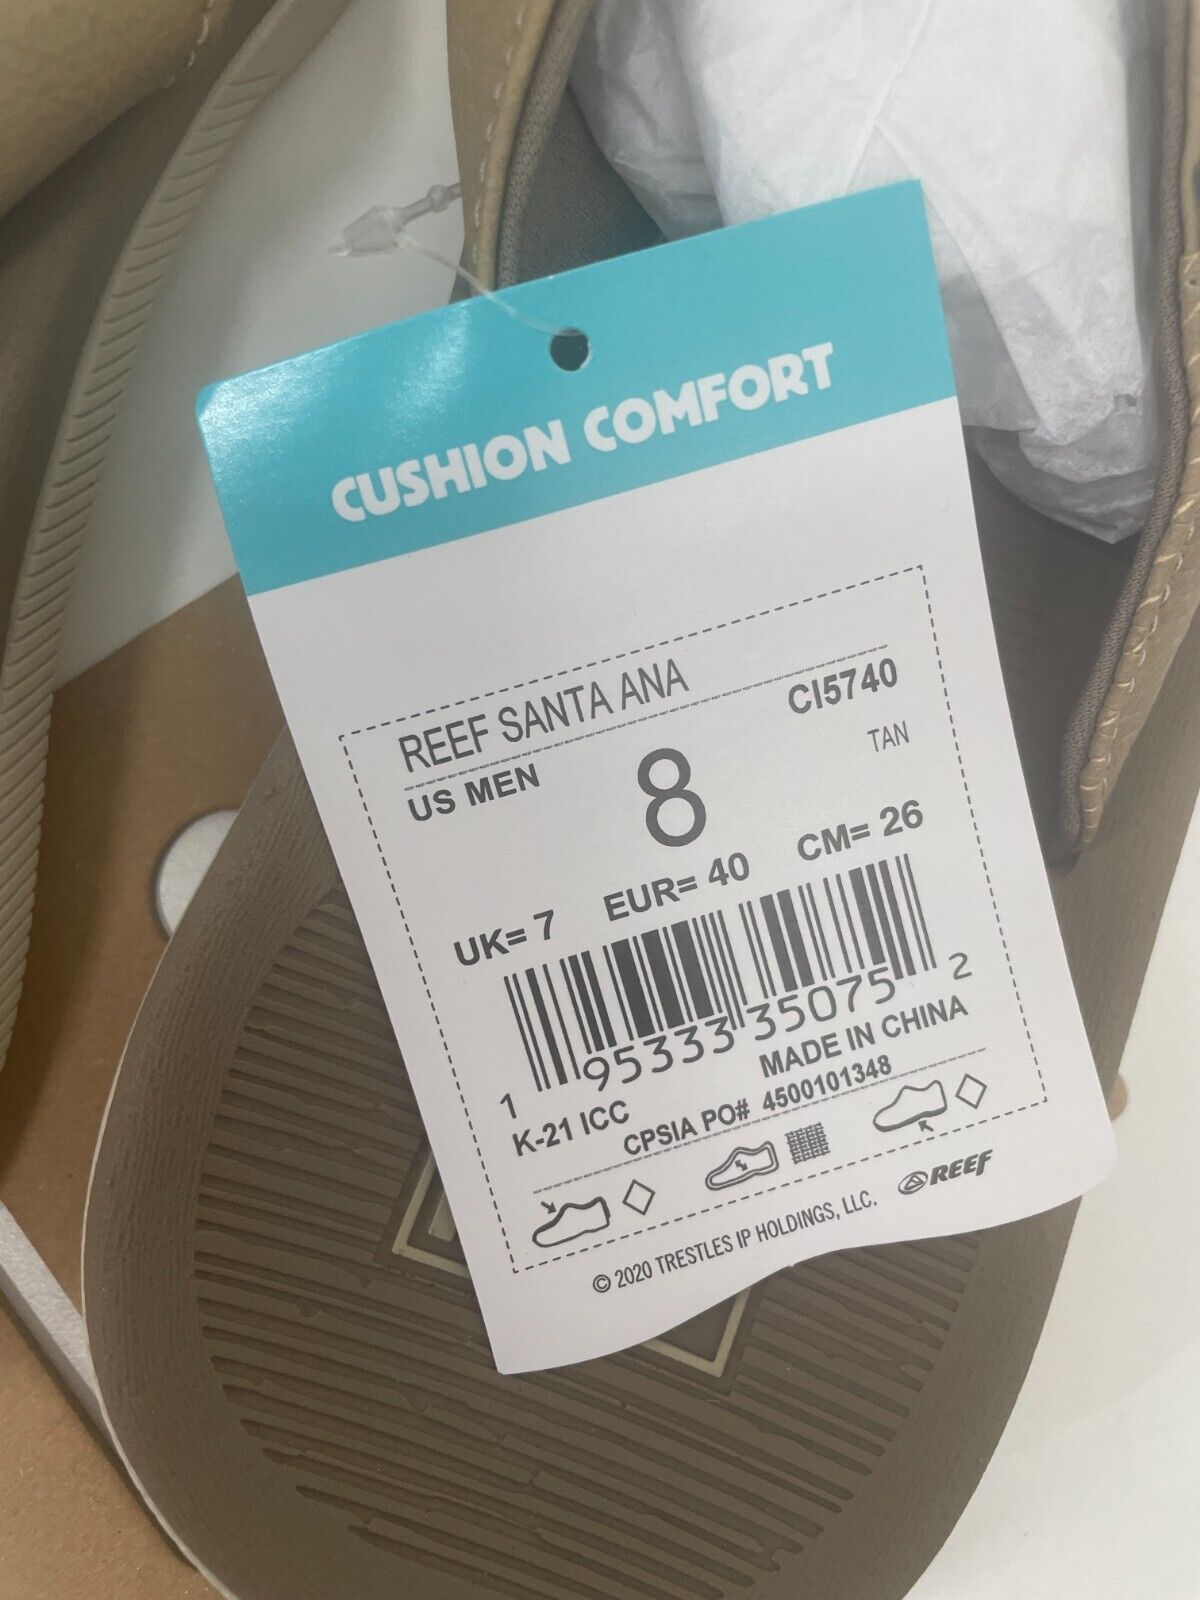 CUSHION COMFORT
REEF SANTA ANA
CI5740
US MEN 8 TAN
UK= 7 EUR= 40 CM= 26
1 95333 35075 2
MADE IN CHINA
K-21 ICC
CPSIA PO# 4500101348
© 2020 TRESTLES IP HOLDINGS, LLC. REEF